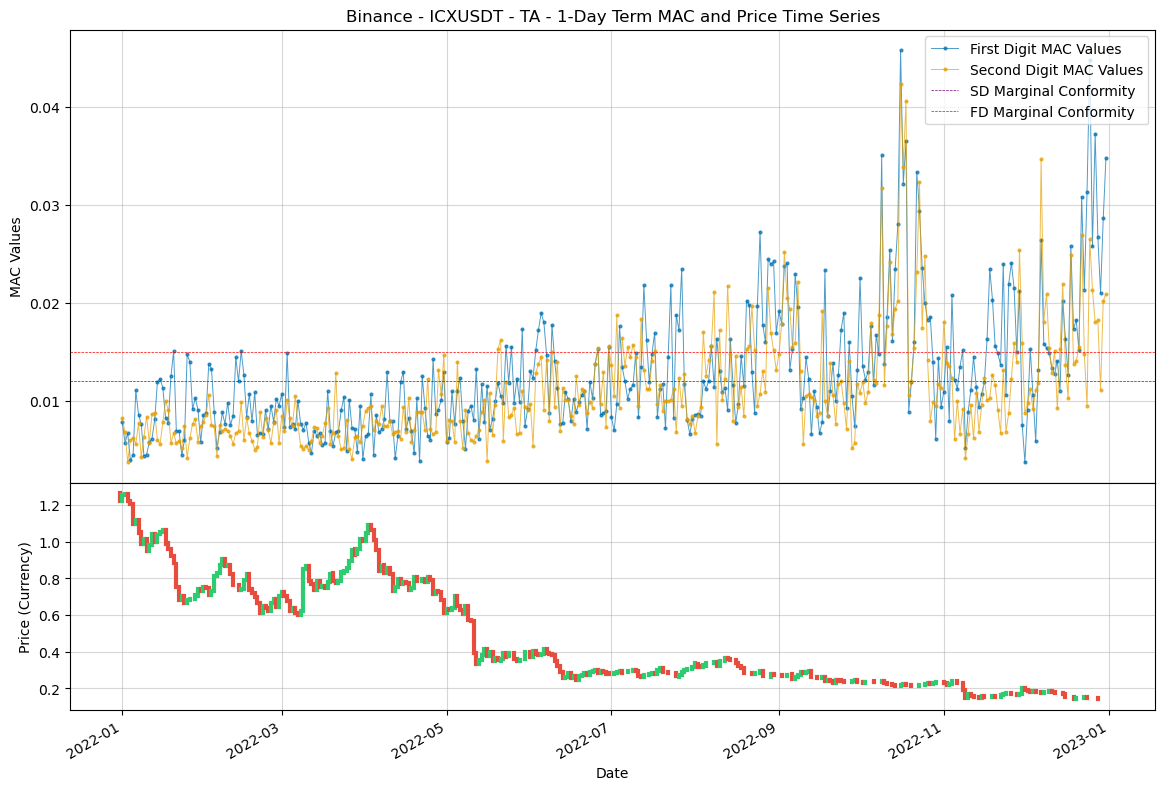 Binance - ICXUSDT - TA - 1-Day Term MAC and Price Time Series
First Digit MAC Values
Second Digit MAC Values
SD Marginal Conformity
FD Marginal Conformity
MAC Values
0.04
0.03
0.02
0.01
Price (Currency)
1.2
1.0
0.8
0.6
0.4
0.2
2022-01
2022-03
2022-05
2022-07
2022-09
2022-11
2023-01
Date